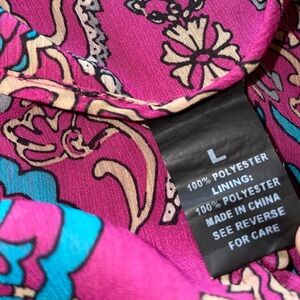 L
100% POLYESTER
LINING:
100% POLYESTER
MADE IN CHINA
SEE REVERSE
FOR CARE